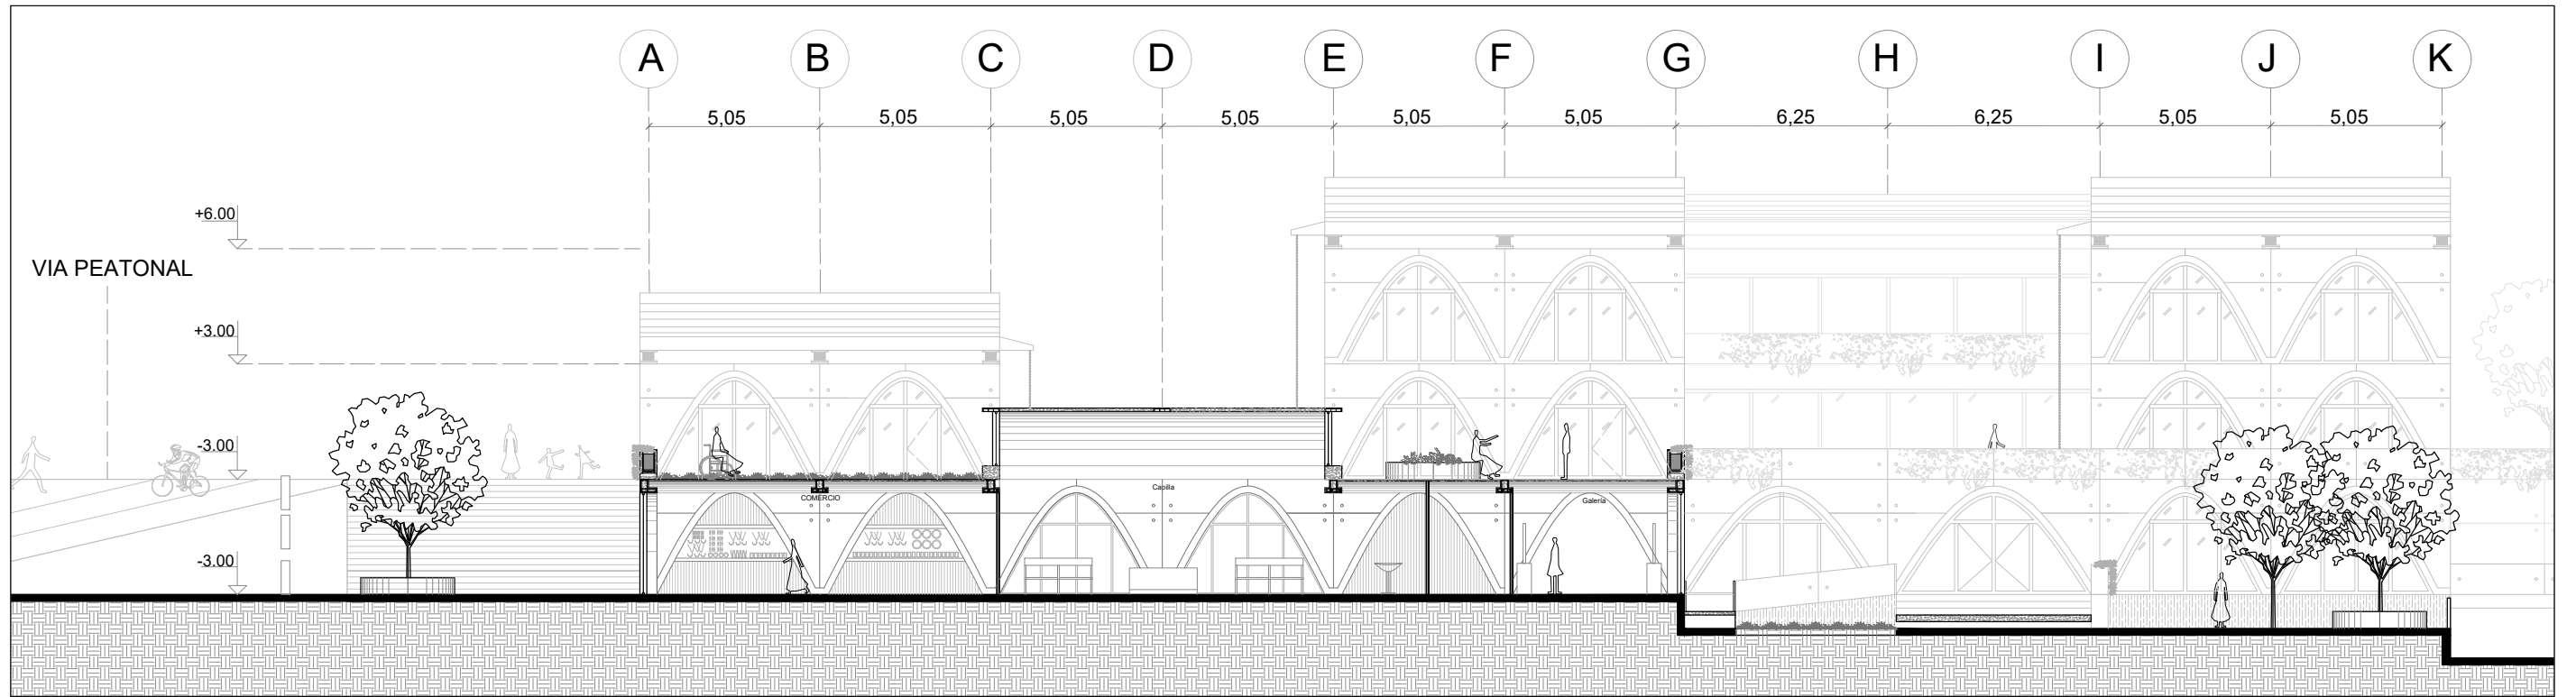 A B C D E F G H I J K
5,05 5,05 5,05 5,05 5,05 5,05 6,25 6,25 5,05 5,05
+6.00
VIA PEATONAL
+3.00
-3.00
COMERCIO
Capilla
Galería
-3.00